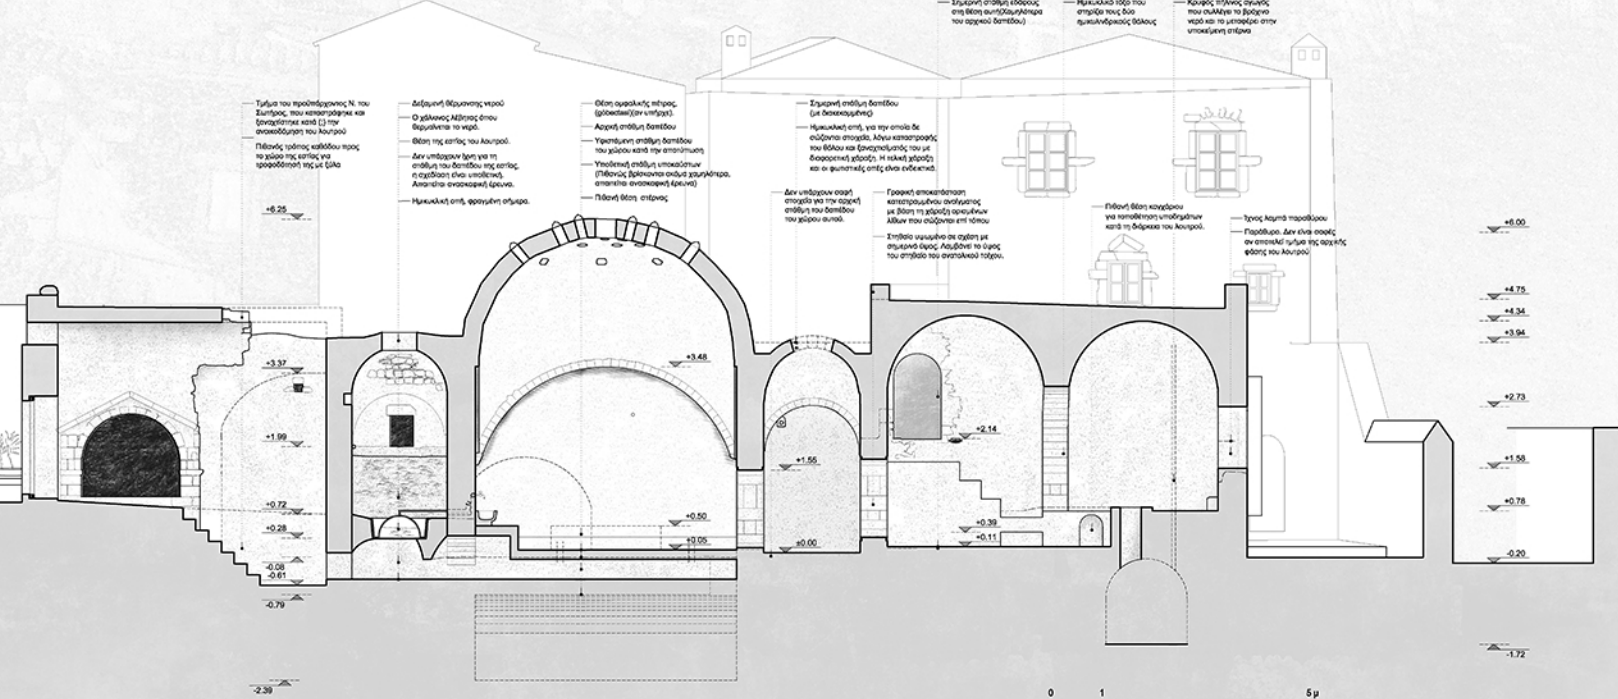 Σημερινή στάθμη εδάφους
στη θέση αυτή(Χαμηλότερα
του αρχικού δαπέδου)
Ημικυκλικό τόξο που
στηρίζει τους δύο
ημικυλινδρικούς θόλους
Κρυφός πήλινος αγωγός
που συλλέγει το βρόχινο
νερό και το μεταφέρει στην
υποκείμενη στέρνα
Τμήμα του προϋπάρχοντος Ν. του
Σωτήρος, που καταστράφηκε και
ξαναχτίστηκε κατά (;) την
ανοικοδόμηση του λουτρού
Πιθανός τρόπος καθόδου προς
το χώρο της εστίας για
τροφοδότησή της με ξύλα
Δεξαμενή θέρμανσης νερού
Ο χάλκινος λέβητας όπου
θερμαίνεται το νερό.
Θέση της εστίας του λουτρού.
Δεν υπάρχουν ίχνη για τη
στάθμη του δαπέδου της εστίας,
η σχεδίαση είναι υποθετική.
Απαιτείται ανασκαφική έρευνα.
Ημικυκλική οπή, φραγμένη σήμερα.
Θέση ομφαλικής πέτρας,
(göbectasi)(αν υπήρχε).
Αρχική στάθμη δαπέδου
Υφιστάμενη στάθμη δαπέδου
του χώρου κατά την αποτύπωση
Υποθετική στάθμη υποκαύστων
(Πιθανώς βρίσκονται ακόμα χαμηλότερα,
απαιτείται ανασκαφική έρευνα)
Πιθανή θέση στέρνας
Σημερινή στάθμη δαπέδου
(με διακεκομμένες)
Ημικυκλική οπή, για την οποία δε
σώζονται στοιχεία, λόγω καταστροφής
του θόλου και ξαναχτισίματός του με
διαφορετική χάραξη. Η τελική χάραξη
και οι φωτιστικές οπές είναι ενδεικτικά.
Δεν υπάρχουν σαφή
στοιχεία για την αρχική
στάθμη του δαπέδου
του χώρου αυτού.
Γραφική αποκατάσταση
κατεστραμμένου ανοίγματος
με βάση τη χάραξη ορισμένων
λίθων που σώζονται επί τόπου
Στηθαίο υψωμένο σε σχέση με
σημερινό ύψος. Λαμβάνει το ύψος
του στηθαίου του ανατολικού τοίχου.
Πιθανή θέση κογχάριου
για τοποθέτηση υποδημάτων
κατά τη διάρκεια του λουτρού.
Ίχνος λαμπά παραθύρου
Παράθυρο. Δεν είναι σαφές
αν αποτελεί τμήμα της αρχικής
φάσης του λουτρού
+6.25
+3.37
+1.99
+0.72
+0.28
-0.08
-0.61
-0.79
-2.39
+3.48
+0.50
+0.05
+1.55
±0.00
+2.14
+0.39
+0.11
+6.00
+4.75
+4.34
+3.94
+2.73
+1.58
+0.78
-0.20
-1.72
0 1 5μ